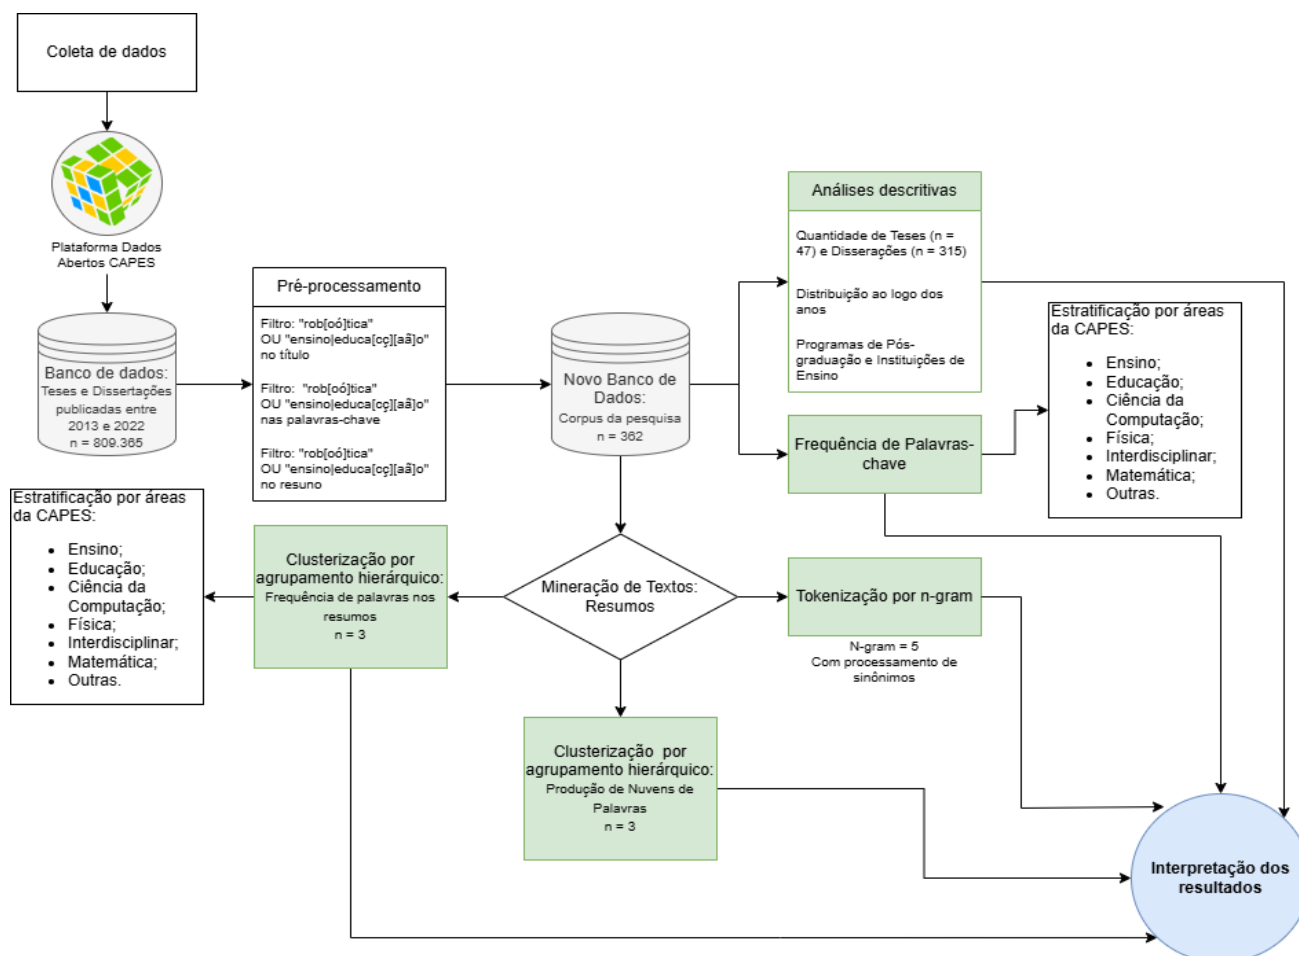 Coleta de dados
Plataforma Dados
Abertos CAPES
Banco de dados:
Teses e Dissertações
publicadas entre
2013 e 2022
n = 809.365
Pré-processamento
Filtro: "rob[oó]tica"
OU "ensino|educa[cç][aã]o"
no título
Filtro:  "rob[oó]tica"
OU "ensino|educa[cç][aã]o"
nas palavras-chave
Filtro: "rob[oó]tica"
OU "ensino|educa[cç][aã]o"
no resuno
Novo Banco de
Dados:
Corpus da pesquisa
n = 362
Análises descritivas
Quantidade de Teses (n =
47) e Disserações (n = 315)
Distribuição ao logo dos
anos
Programas de Pós-
graduação e Instituições de
Ensino
Frequência de Palavras-
chave
Estratificação por áreas
da CAPES:
• Ensino;
• Educação;
• Ciência da
Computação;
• Física;
• Interdisciplinar;
• Matemática;
• Outras.
Estratificação por áreas
da CAPES:
• Ensino;
• Educação;
• Ciência da
Computação;
• Física;
• Interdisciplinar;
• Matemática;
• Outras.
Clusterização por
agrupamento hierárquico:
Frequência de palavras nos
resumos
n = 3
Mineração de Textos:
Resumos
Tokenização por n-gram
N-gram = 5
Com processamento de
sinônimos
Clusterização  por
agrupamento hierárquico:
Produção de Nuvens de
Palavras
n = 3
Interpretação dos
resultados